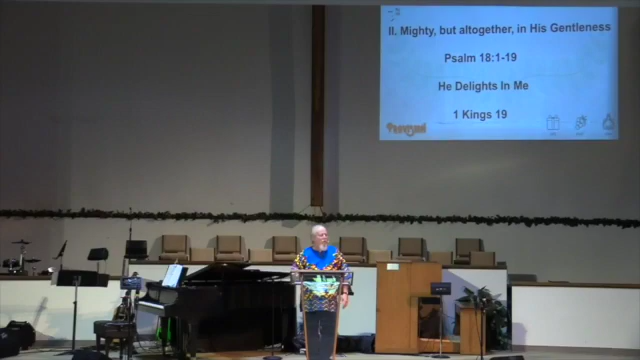 II. Mighty, but altogether, in His Gentleness
Psalm 18:1-19
He Delights In Me
1 Kings 19